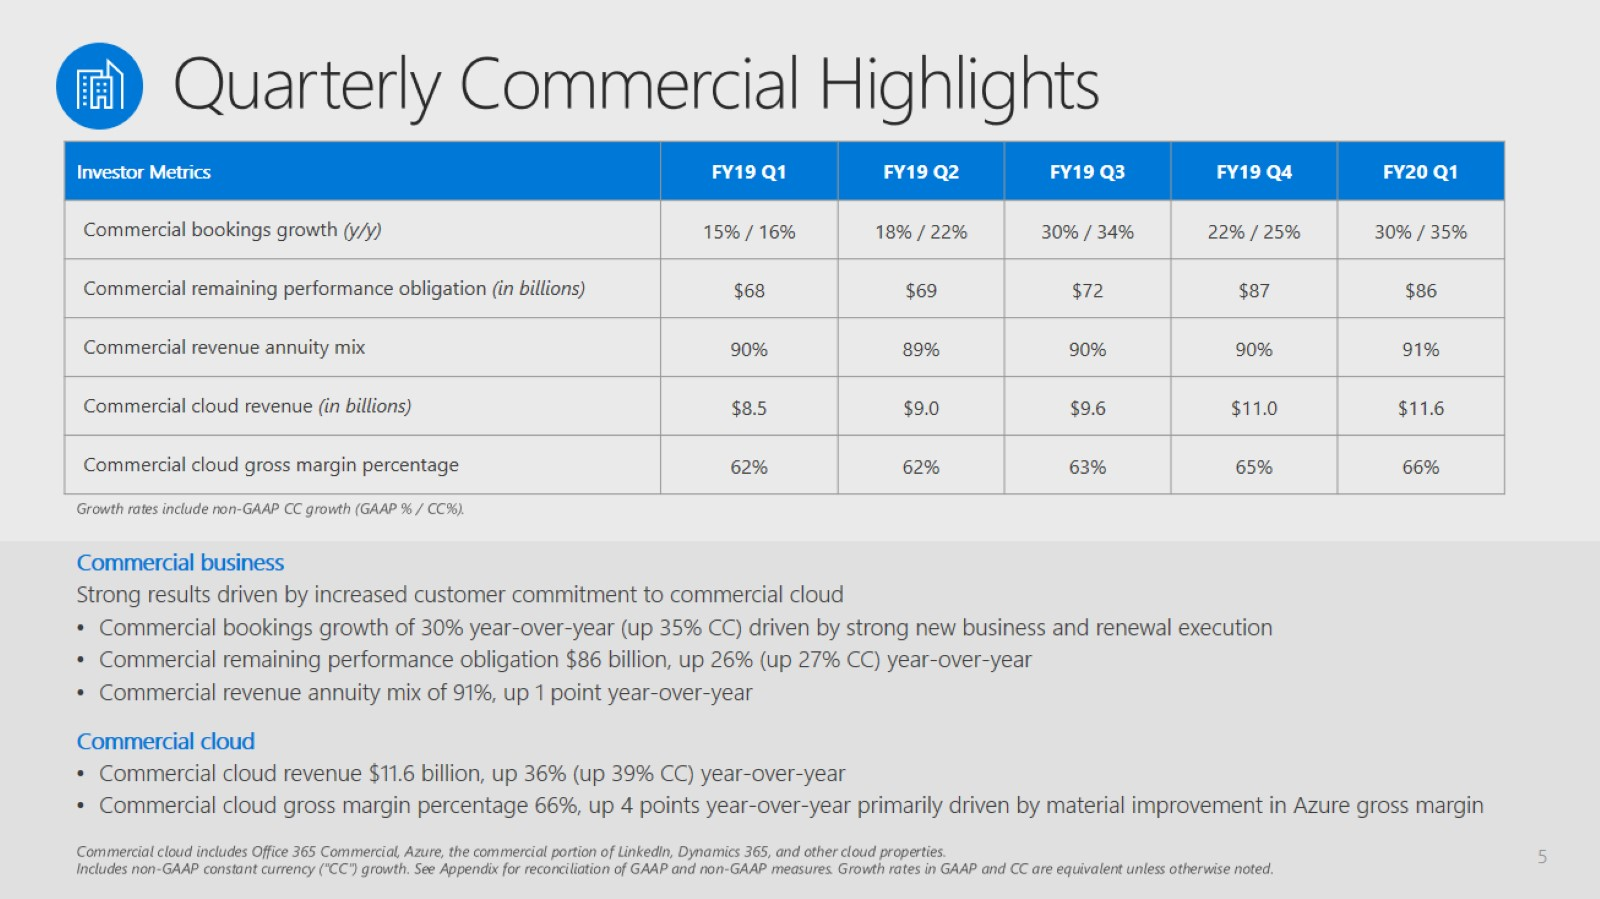 Quarterly Commercial Highlights
Investor Metrics FY19 Q1 FY19 Q2 FY19 Q3 FY19 Q4 FY20 Q1
Commercial bookings growth (y/y) 15% / 16% 18% / 22% 30% / 34% 22% / 25% 30% / 35%
Commercial remaining performance obligation (in billions) $68 $69 $72 $87 $86
Commercial revenue annuity mix 90% 89% 90% 90% 91%
Commercial cloud revenue (in billions) $8.5 $9.0 $9.6 $11.0 $11.6
Commercial cloud gross margin percentage 62% 62% 63% 65% 66%
Growth rates include non-GAAP CC growth (GAAP % / CC%).
Commercial business
Strong results driven by increased customer commitment to commercial cloud
• Commercial bookings growth of 30% year-over-year (up 35% CC) driven by strong new business and renewal execution
• Commercial remaining performance obligation $86 billion, up 26% (up 27% CC) year-over-year
• Commercial revenue annuity mix of 91%, up 1 point year-over-year
Commercial cloud
• Commercial cloud revenue $11.6 billion, up 36% (up 39% CC) year-over-year
• Commercial cloud gross margin percentage 66%, up 4 points year-over-year primarily driven by material improvement in Azure gross margin
Commercial cloud includes Office 365 Commercial, Azure, the commercial portion of LinkedIn, Dynamics 365, and other cloud properties.
Includes non-GAAP constant currency ("CC") growth. See Appendix for reconciliation of GAAP and non-GAAP measures. Growth rates in GAAP and CC are equivalent unless otherwise noted.
5